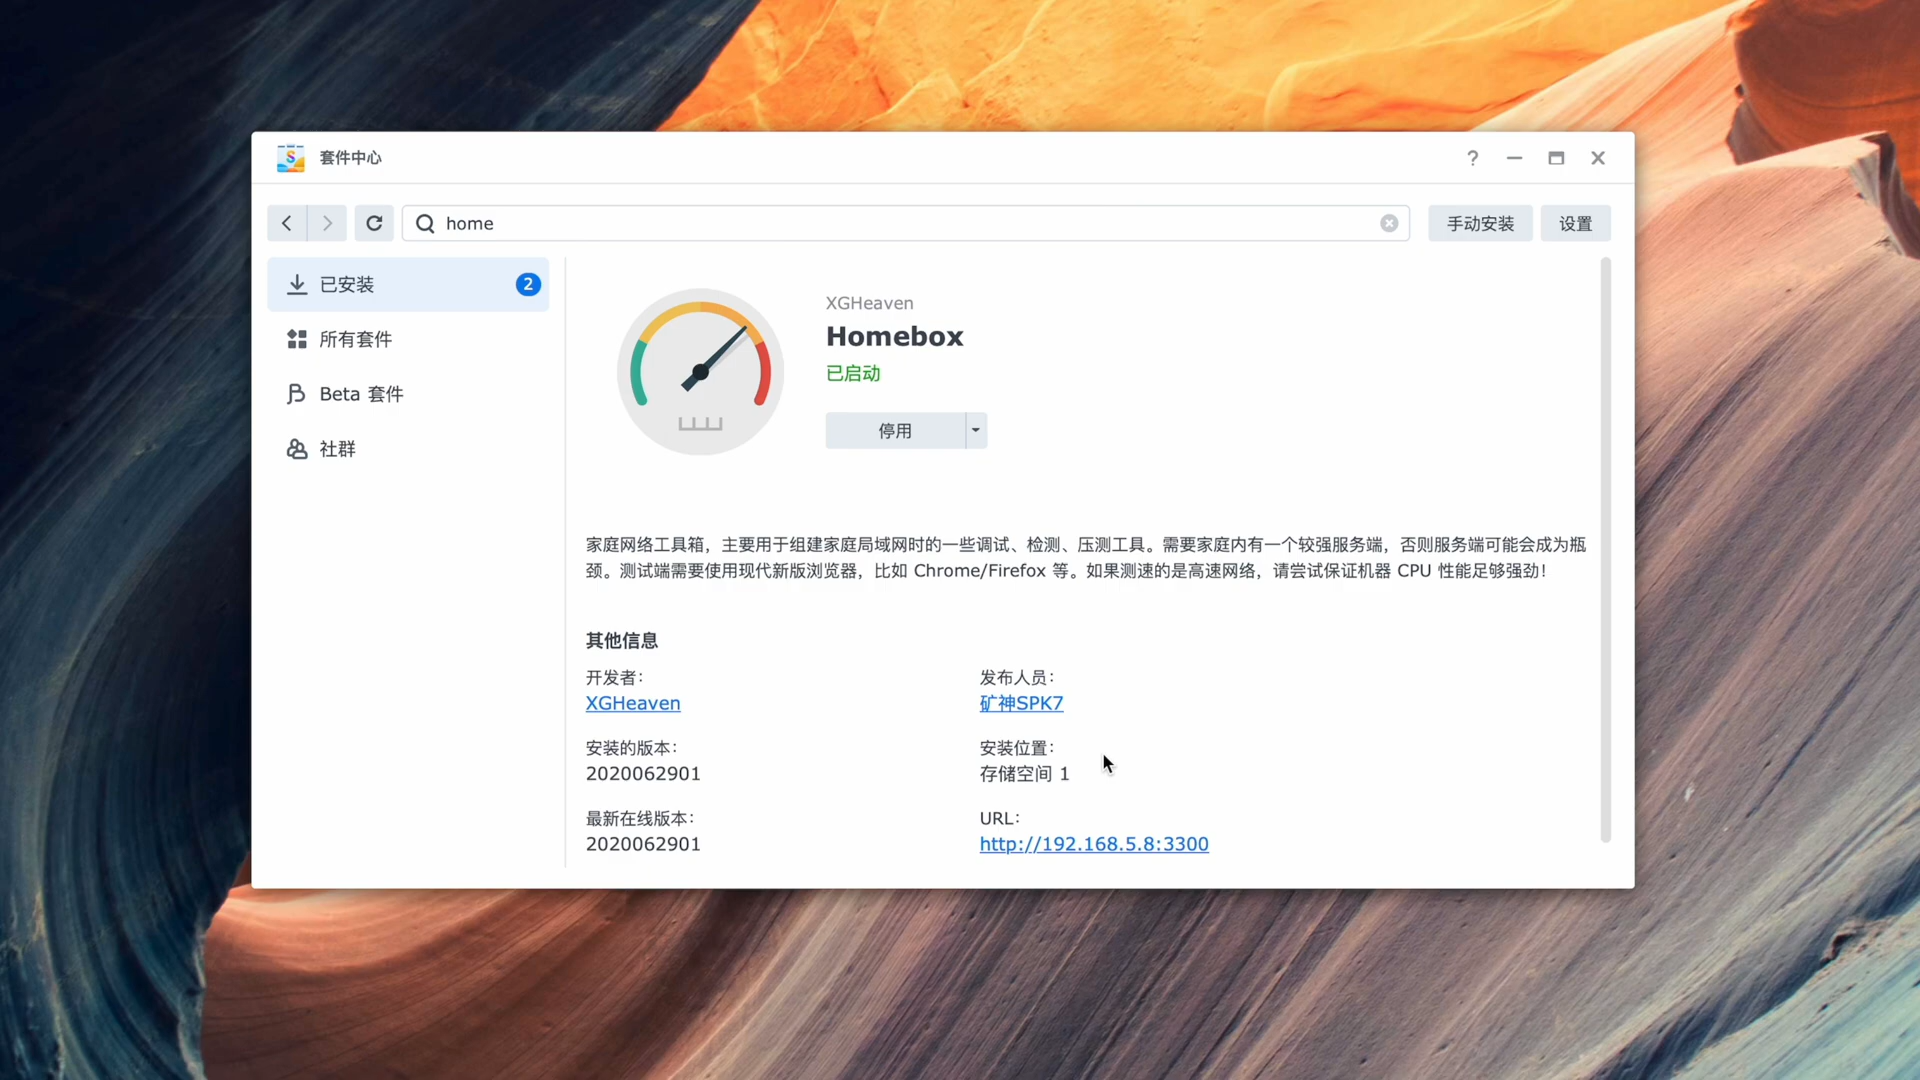 套件中心
home
手动安装
设置
已安装
2
所有套件
Beta 套件
社群
XGHeaven
Homebox
已启动
停用
家庭网络工具箱，主要用于组建家庭局域网时的一些调试、检测、压测工具。需要家庭内有一个较强服务端，否则服务端可能会成为瓶
颈。测试端需要使用现代新版浏览器，比如 Chrome/Firefox 等。如果测速的是高速网络，请尝试保证机器 CPU 性能足够强劲！
其他信息
开发者：
XGHeaven
发布人员：
矿神SPK7
安装的版本：
2020062901
安装位置：
存储空间 1
最新在线版本：
2020062901
URL：
http://192.168.5.8:3300